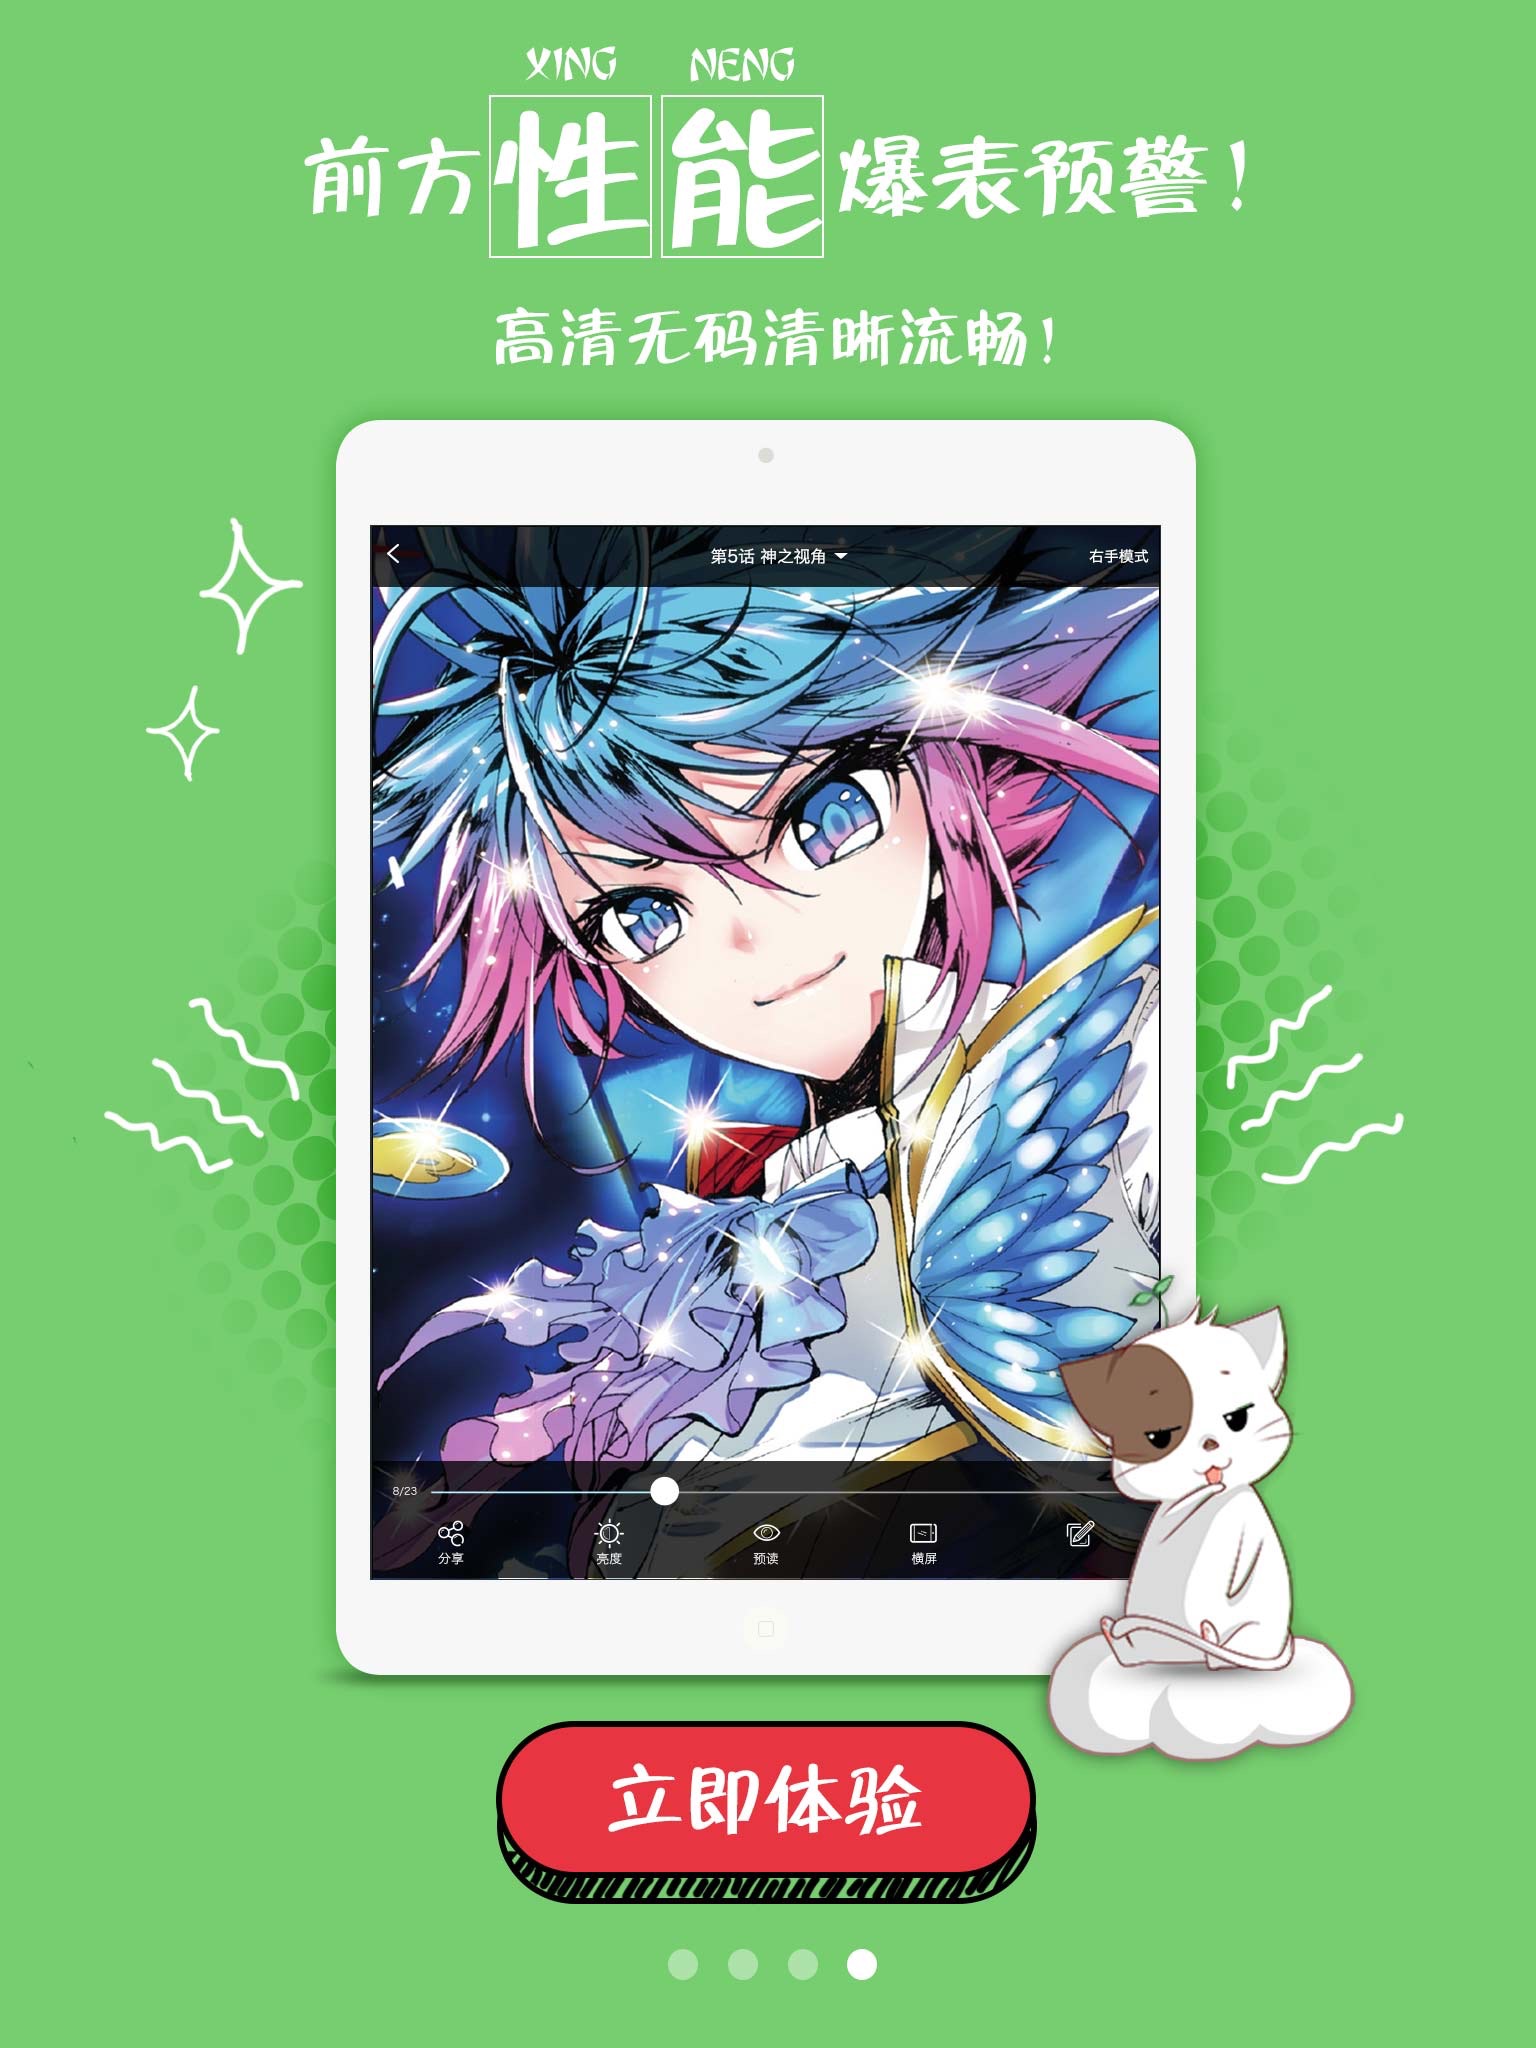 XING NENG
前方性能爆表预警!
高清无码清晰流畅!
第5话 神之视角
右手模式
8/23
分享
亮度
预读
横屏
立即体验